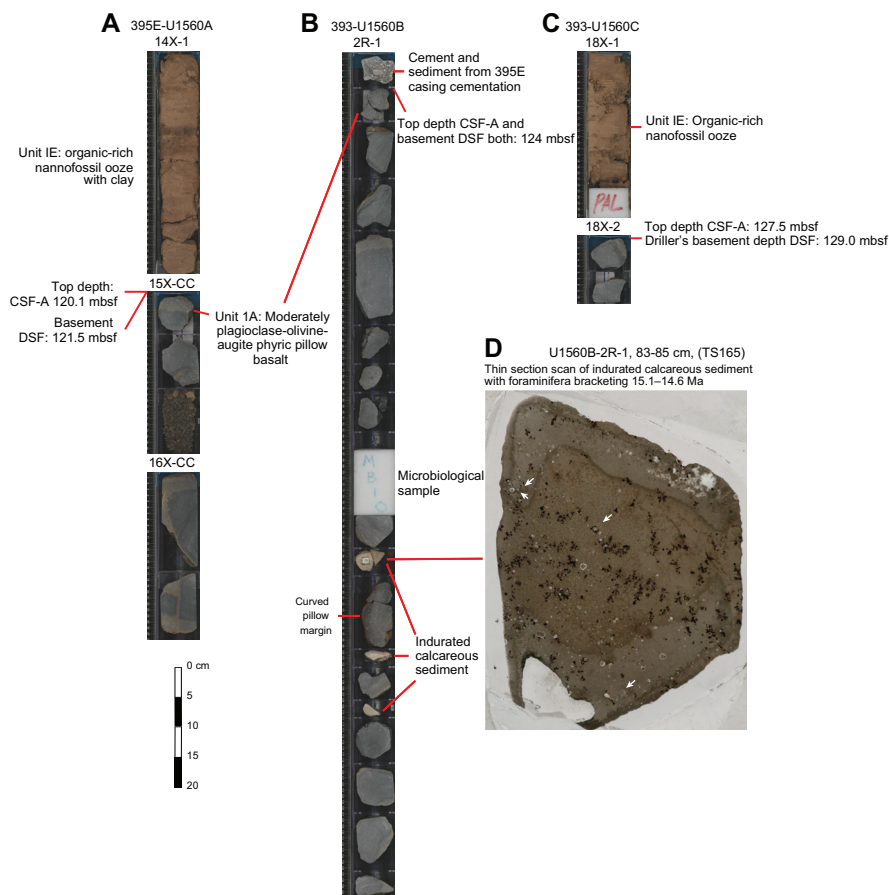 A
395E-U1560A
14X-1
Unit IE: organic-rich
nannofossil ooze
with clay
15X-CC
Top depth:
CSF-A 120.1 mbsf
Basement
DSF: 121.5 mbsf
16X-CC
0 cm
5
10
15
20
Unit 1A: Moderately
plagioclase-olivine-
augite phyric pillow
basalt
B
393-U1560B
2R-1
Cement and
sediment from 395E
casing cementation
Top depth CSF-A and
basement DSF both: 124 mbsf
M
B
I
O
Microbiological
sample
Curved
pillow
margin
Indurated
calcareous
sediment
C
393-U1560C
18X-1
Unit IE: Organic-rich
nanofossil ooze
PAL
18X-2
Top depth CSF-A: 127.5 mbsf
Driller's basement depth DSF: 129.0 mbsf
D
U1560B-2R-1, 83-85 cm, (TS165)
Thin section scan of indurated calcareous sediment
with foraminifera bracketing 15.1–14.6 Ma